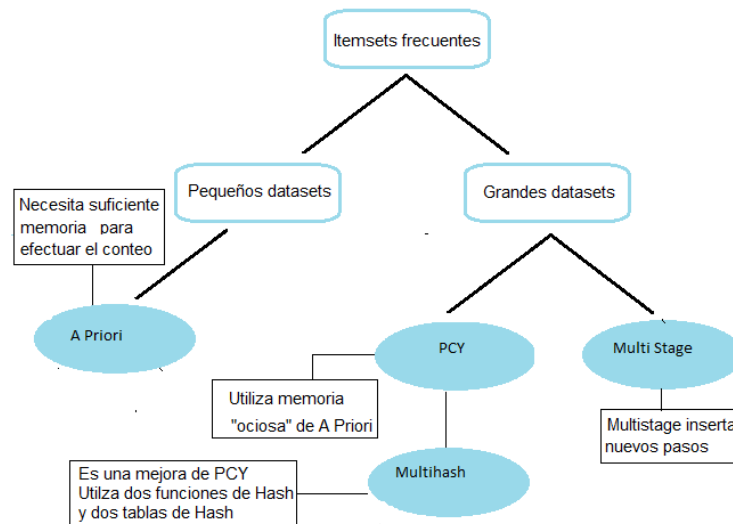 Itemsets frecuentes
Pequeños datasets
Grandes datasets
Necesita suficiente
memoria para
efectuar el conteo
A Priori
PCY
Multi Stage
Utiliza memoria
"ociosa" de A Priori
Multistage inserta
nuevos pasos
Es una mejora de PCY
Utilza dos funciones de Hash
y dos tablas de Hash
Multihash